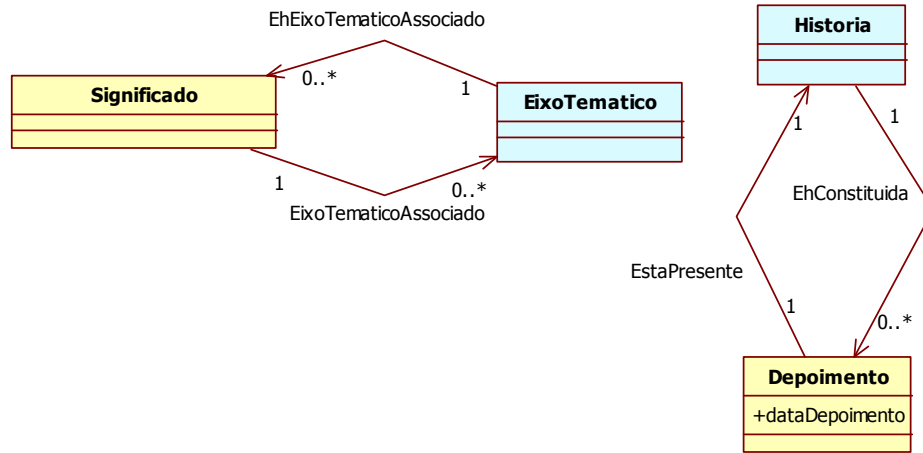 EhEixoTematicoAssociado
0..*
1
Significado
EixoTematico
1
0..*
EixoTematicoAssociado
Historia
1
1
EhConstituida
EstaPresente
1
0..*
Depoimento
+dataDepoimento